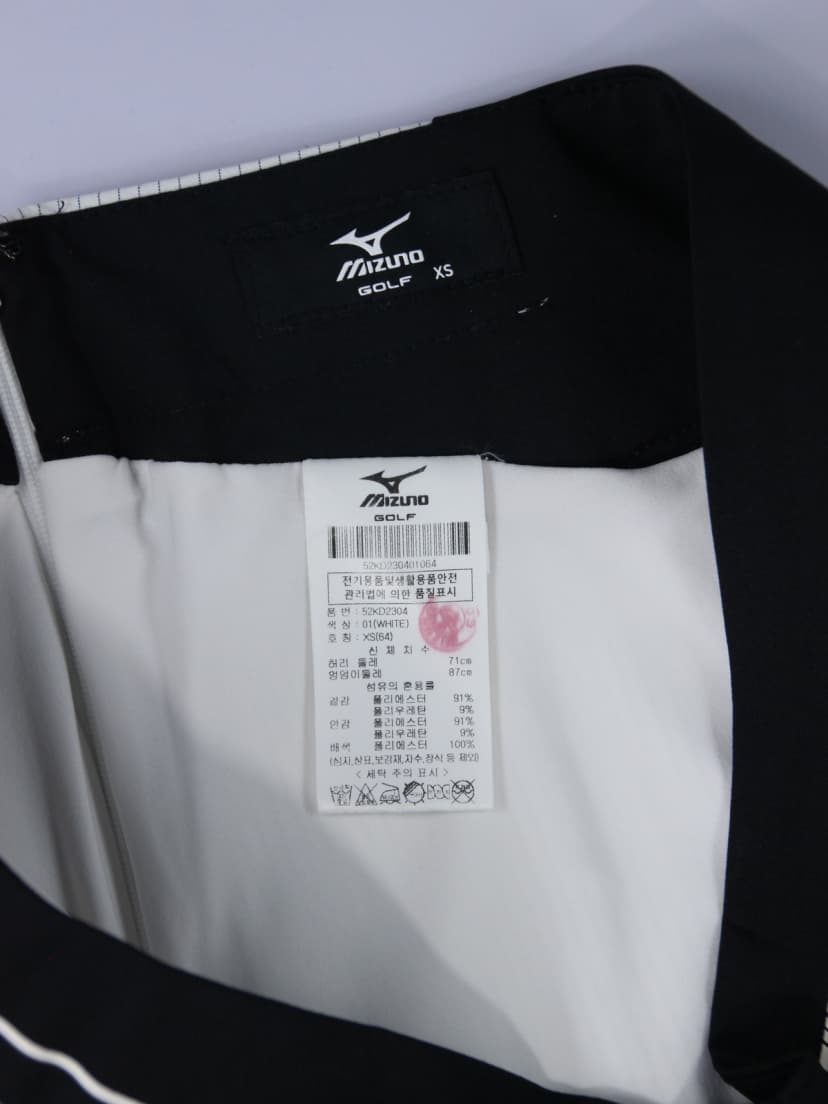 MIZUNO
GOLF XS
MIZUNO
GOLF
52KD230401064
전기용품및생활용품안전
관리법에 의한 품질표시
품 번 : 52KD2304
색 상 : 01(WHITE)
호 칭 : XS(64)
신 체 치 수
허리 둘레 71cm
엉덩이둘레 87cm
섬유의 혼용률
겉감 폴리에스터 91%
폴리우레탄 9%
안감 폴리에스터 91%
폴리우레탄 9%
배색 폴리에스터 100%
(심지,상표,보강재,자수,장식 등 제외)
< 세탁 주의 표시 >